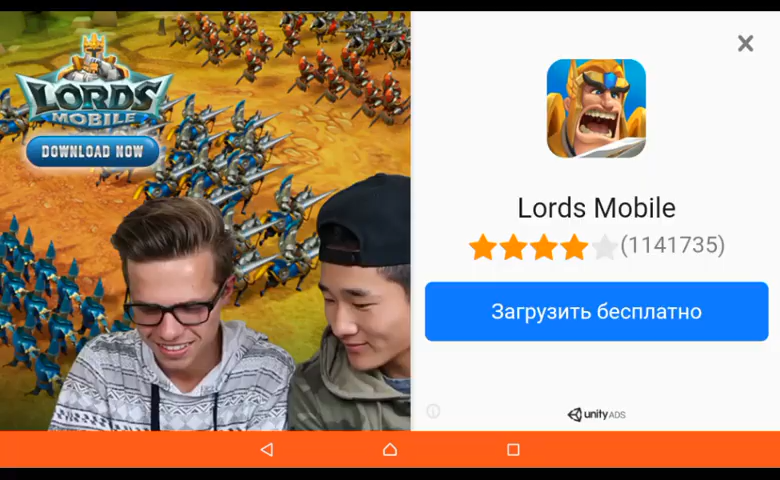 LORDS
MOBILE
DOWNLOAD NOW
Lords Mobile
(1141735)
Загрузить бесплатно
unity ADS